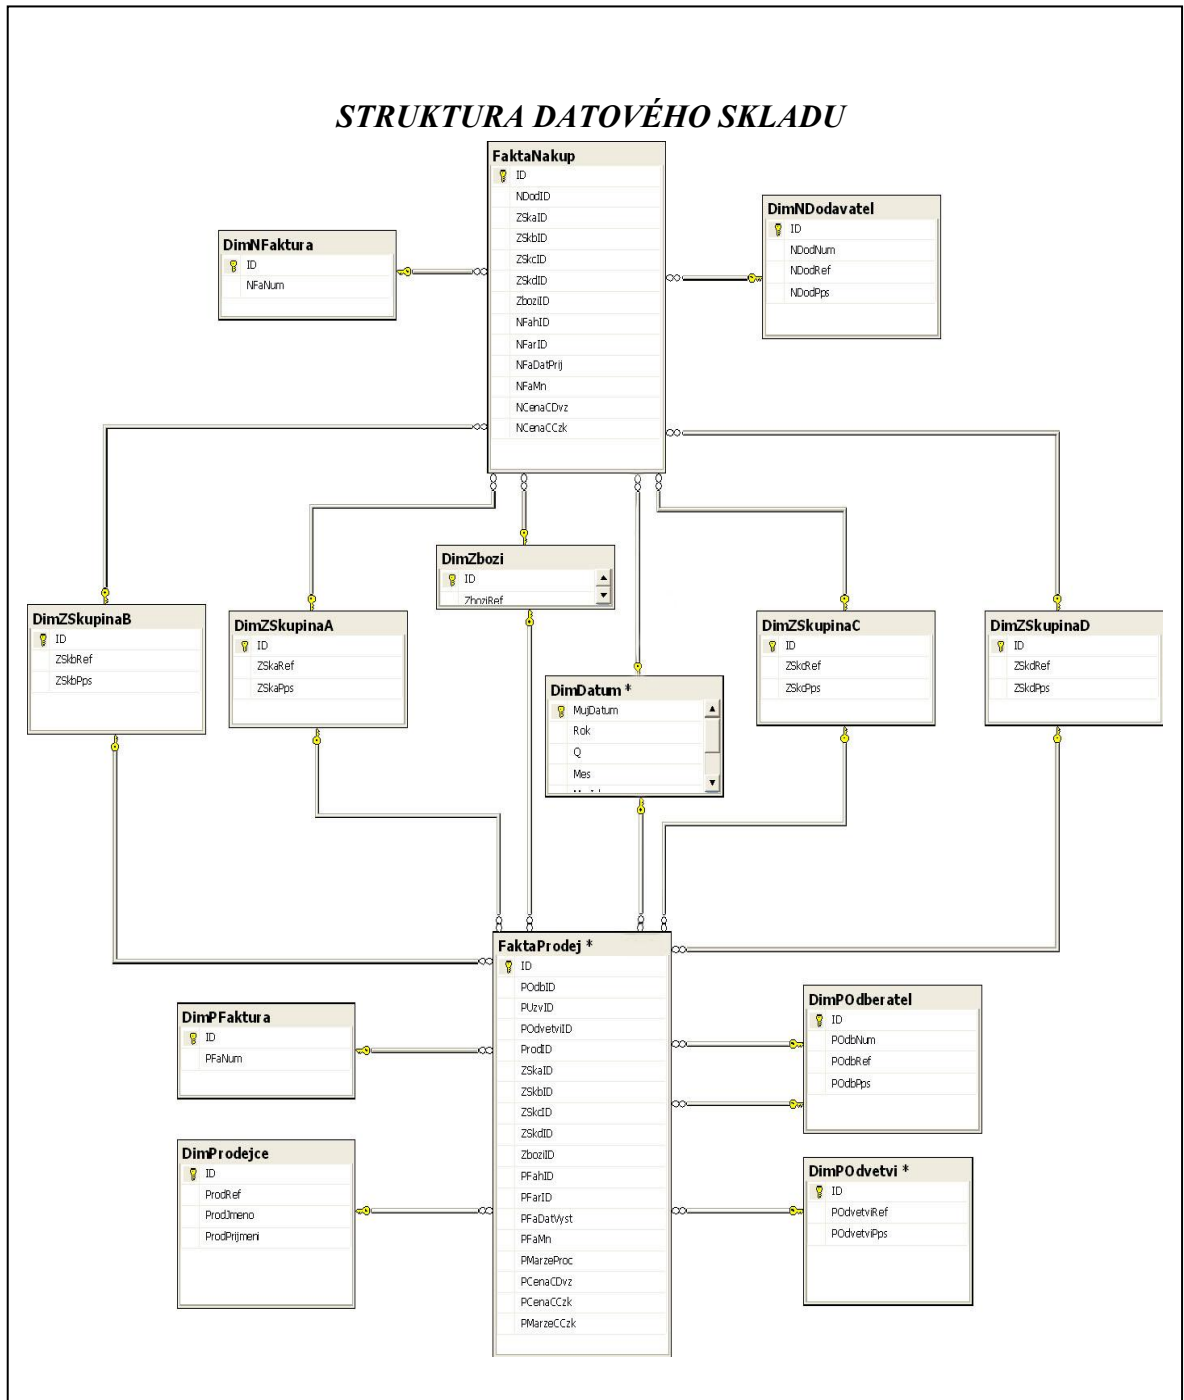 STRUKTURA DATOVÉHO SKLADU
FaktaNakup
ID
NDodID
ZSkaID
ZSkbID
ZSkcID
ZSkdID
ZboziID
NFahID
NFarID
NFaDatPrij
NFaMn
NCenaCDvz
NCenaCCzk
DimNFaktura
ID
NFaNum
DimNDodavatel
ID
NDodNum
NDodRef
NDodPps
DimZbozi
ID
ZboziRef
DimZSkupinaB
ID
ZSkbRef
ZSkbPps
DimZSkupinaA
ID
ZSkaRef
ZSkaPps
DimDatum *
MujDatum
Rok
Q
Mes
DimZSkupinaC
ID
ZSkcRef
ZSkcPps
DimZSkupinaD
ID
ZSkdRef
ZSkdPps
FaktaProdej *
ID
POdbID
PUzvID
POdvetviID
ProdID
ZSkaID
ZSkbID
ZSkcID
ZSkdID
ZboziID
PFahID
PFarID
PFaDatVyst
PFaMn
PMarzeProc
PCenaCDvz
PCenaCCzk
PMarzeCCzk
DimPFaktura
ID
PFaNum
DimProdejce
ID
ProdRef
ProdJmeno
ProdPrijmeni
DimPOdberatel
ID
POdbNum
POdbRef
POdbPps
DimPOdvetvi *
ID
POdvetviRef
POdvetviPps